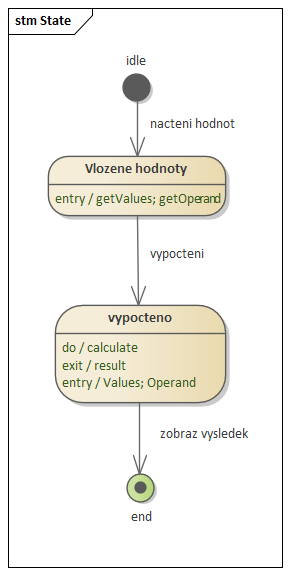 stm State
idle
nacteni hodnot
Vlozene hodnoty
entry / getValues; getOperand
vypocteni
vypocteno
do / calculate
exit / result
entry / Values; Operand
zobraz vysledek
end